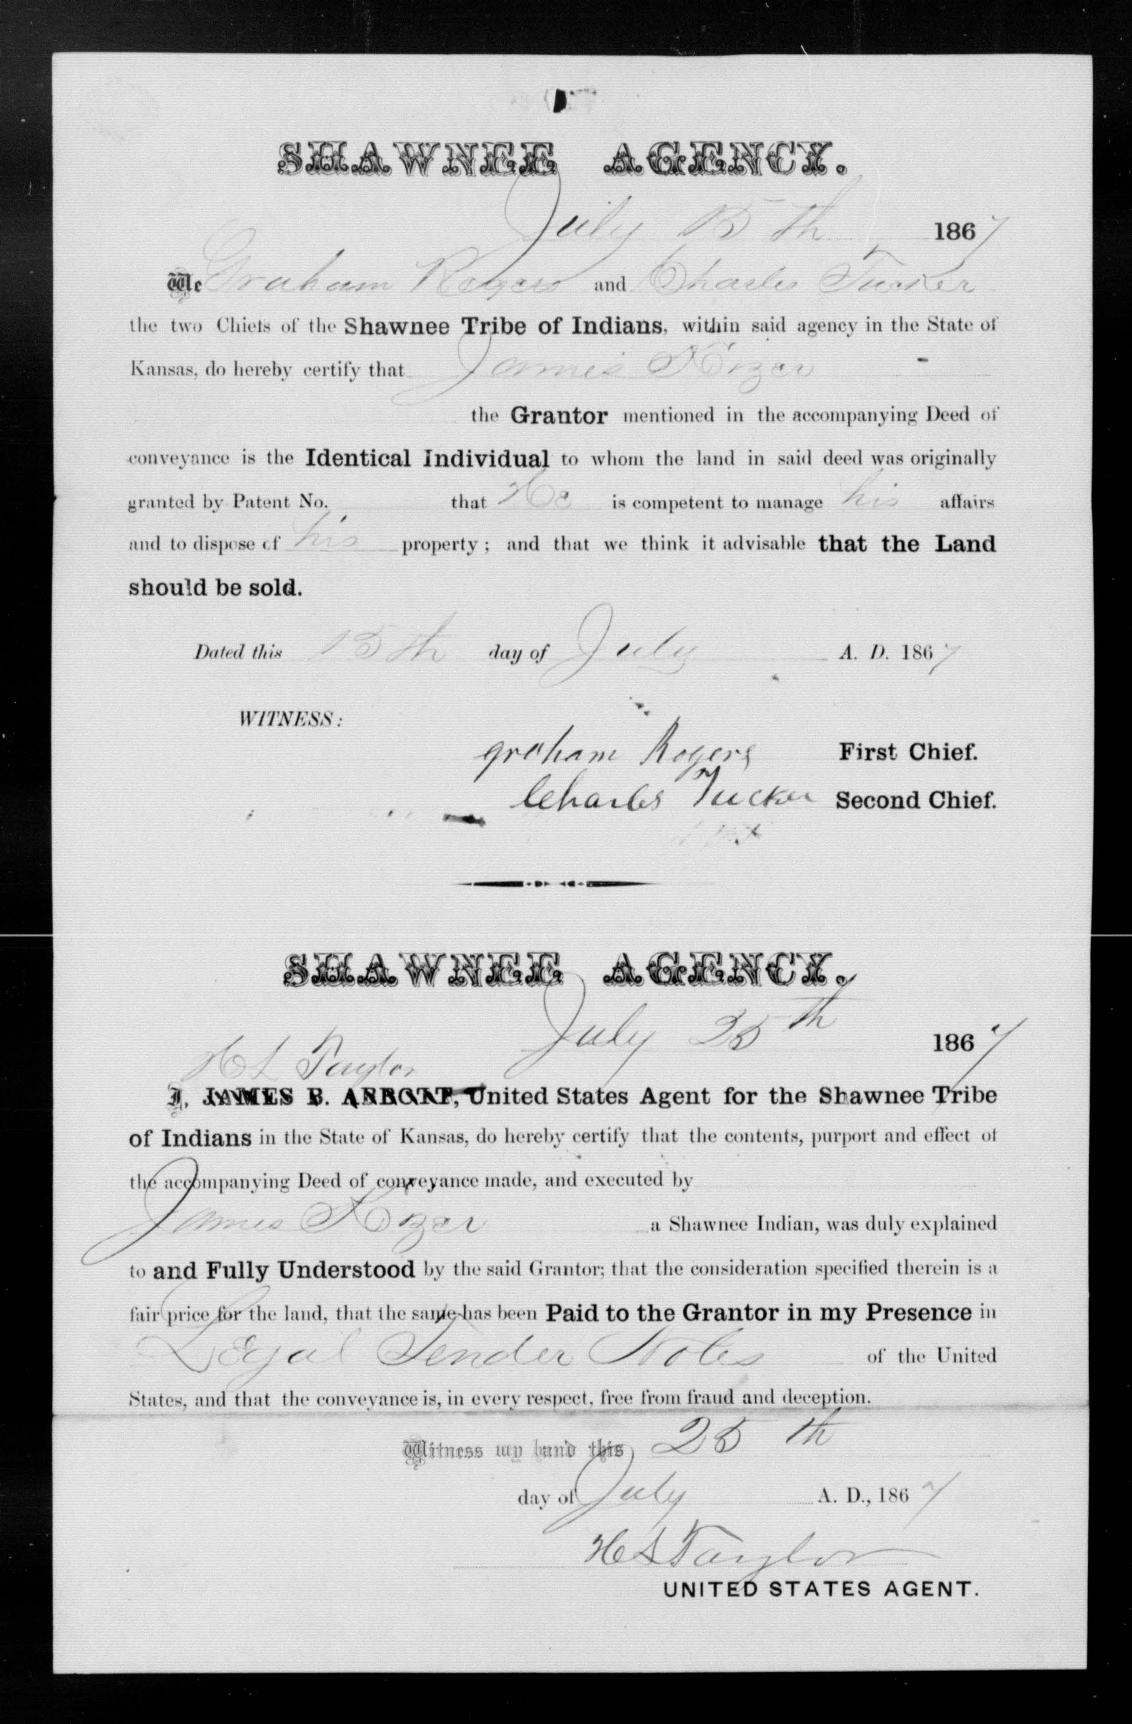 SHAWNEE AGENCY.
July 15th 1867
We Graham Rogers and Charles Tucker
the two Chiefs of the Shawnee Tribe of Indians, within said agency in the State of
Kansas, do hereby certify that James Kizer
the Grantor mentioned in the accompanying Deed of
conveyance is the Identical Individual to whom the land in said deed was originally
granted by Patent No. that He is competent to manage his affairs
and to dispose of his property; and that we think it advisable that the Land
should be sold.
Dated this 15th day of July A. D. 1867
WITNESS:
graham Rogers First Chief.
Charles Tucker Second Chief.
SHAWNEE AGENCY.
July 25th 1867
H L Taylor
I, JAMES B. ABBOTT, United States Agent for the Shawnee Tribe
of Indians in the State of Kansas, do hereby certify that the contents, purport and effect of
the accompanying Deed of conveyance made, and executed by
James Kizer a Shawnee Indian, was duly explained
to and Fully Understood by the said Grantor; that the consideration specified therein is a
fair price for the land, that the same has been Paid to the Grantor in my Presence in
Legal Tender Notes of the United
States, and that the conveyance is, in every respect, free from fraud and deception.
Witness my hand this 25th
day of July A. D., 1867
H L Taylor
UNITED STATES AGENT.